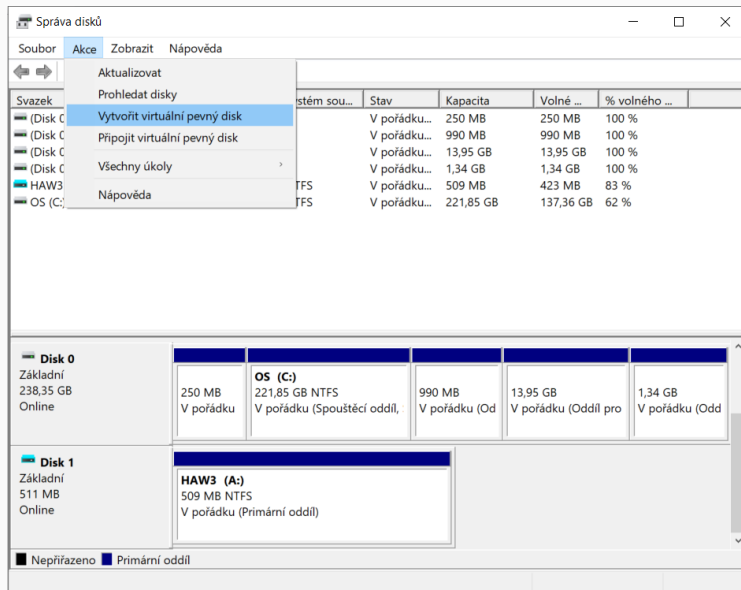 Správa disků
Soubor Akce Zobrazit Nápověda
Aktualizovat
Prohledat disky
Vytvořit virtuální pevný disk
Připojit virtuální pevný disk
Všechny úkoly
Nápověda
Svazek stém sou... Stav Kapacita Volné ... % volného ...
(Disk V pořádku... 250 MB 250 MB 100 %
(Disk V pořádku... 990 MB 990 MB 100 %
(Disk V pořádku... 13,95 GB 13,95 GB 100 %
(Disk V pořádku... 1,34 GB 1,34 GB 100 %
HAW3 TFS V pořádku... 509 MB 423 MB 83 %
OS (C: TFS V pořádku... 221,85 GB 137,36 GB 62 %
Disk 0
Základní
238,35 GB
Online
250 MB
V pořádku
OS (C:)
221,85 GB NTFS
V pořádku (Spouštěcí oddíl,
990 MB
V pořádku (Od
13,95 GB
V pořádku (Oddíl pro
1,34 GB
V pořádku (Odd
Disk 1
Základní
511 MB
Online
HAW3 (A:)
509 MB NTFS
V pořádku (Primární oddíl)
Nepřiřazeno Primární oddíl